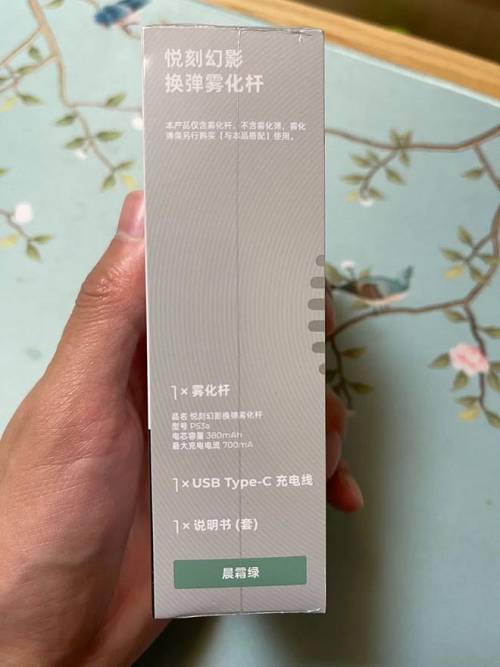 悦刻幻影
换弹雾化杆
本产品仅含雾化杆，不含雾化弹，雾化
弹需另行购买【与本品搭配】使用。
1× 雾化杆
品名 悦刻幻影换弹雾化杆
型号 PS3a
电芯容量 380mAh
最大充电电流 700mA
1× USB Type-C 充电线
1× 说明书 (套)
晨霜绿